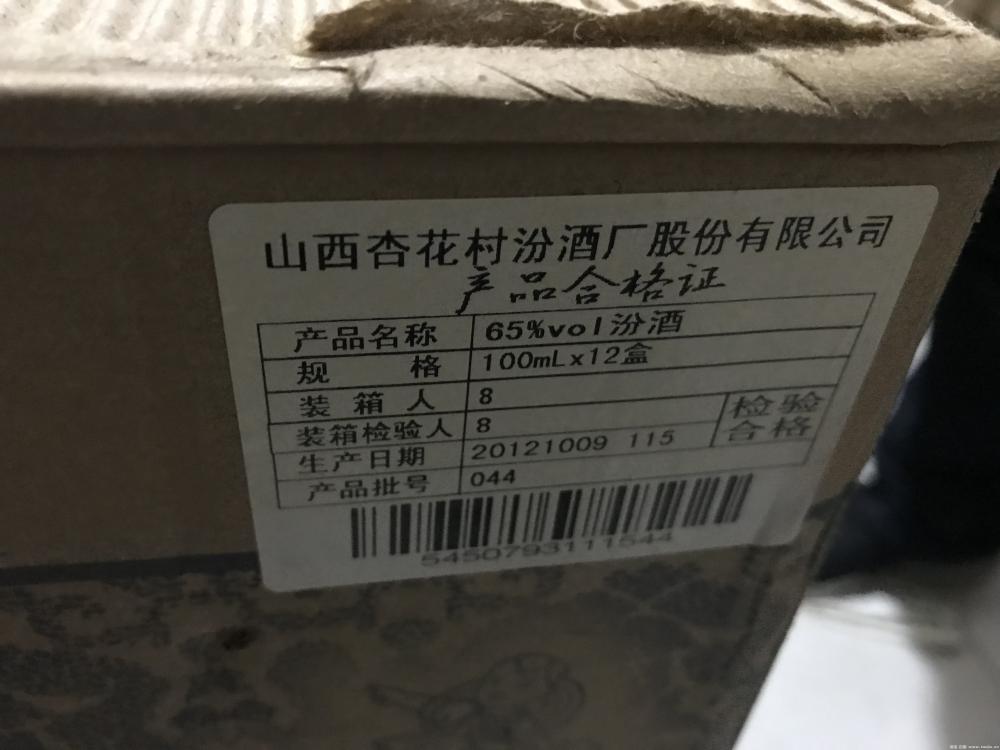 山西杏花村汾酒厂股份有限公司
产品合格证
产品名称 65%vol汾酒
规 格 100mLx12盒
装 箱 人 8
装箱检验人 8
检验
合格
生产日期 20121009 115
产品批号 044
5450793111544